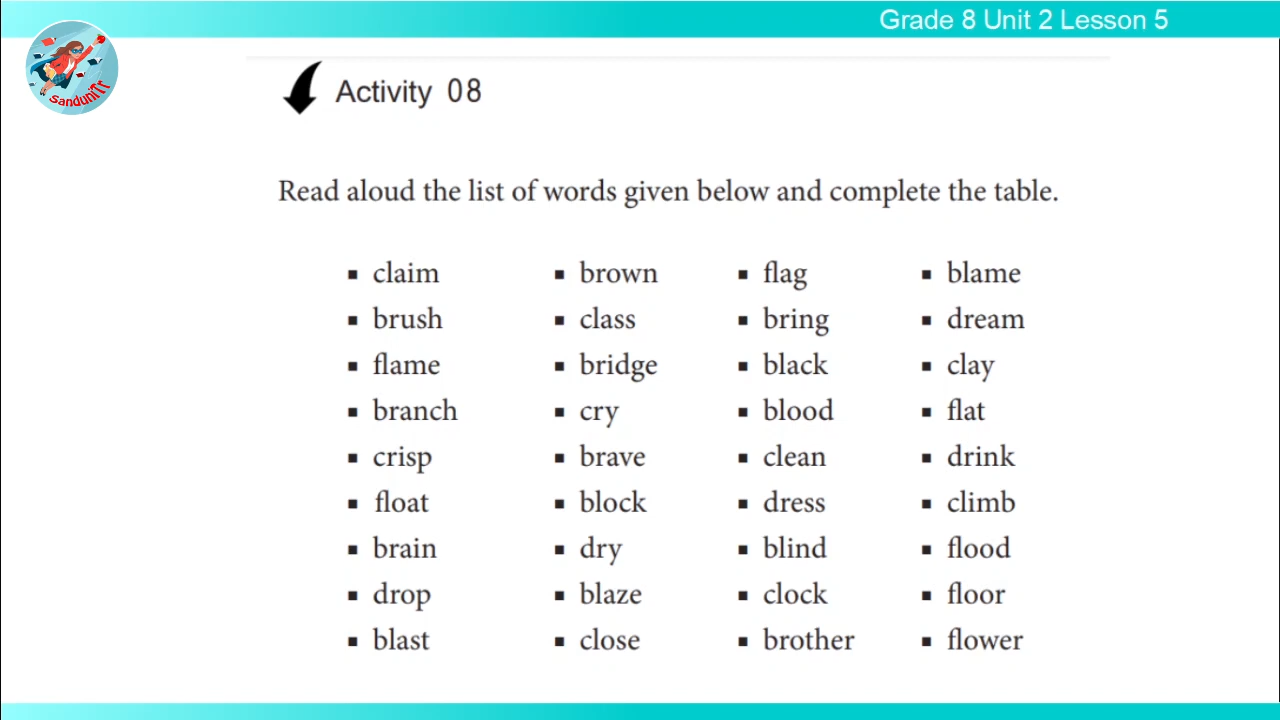 Grade 8 Unit 2 Lesson 5
SanduniTr
Activity 08
Read aloud the list of words given below and complete the table.
▪ claim ▪ brown ▪ flag ▪ blame
▪ brush ▪ class ▪ bring ▪ dream
▪ flame ▪ bridge ▪ black ▪ clay
▪ branch ▪ cry ▪ blood ▪ flat
▪ crisp ▪ brave ▪ clean ▪ drink
▪ float ▪ block ▪ dress ▪ climb
▪ brain ▪ dry ▪ blind ▪ flood
▪ drop ▪ blaze ▪ clock ▪ floor
▪ blast ▪ close ▪ brother ▪ flower